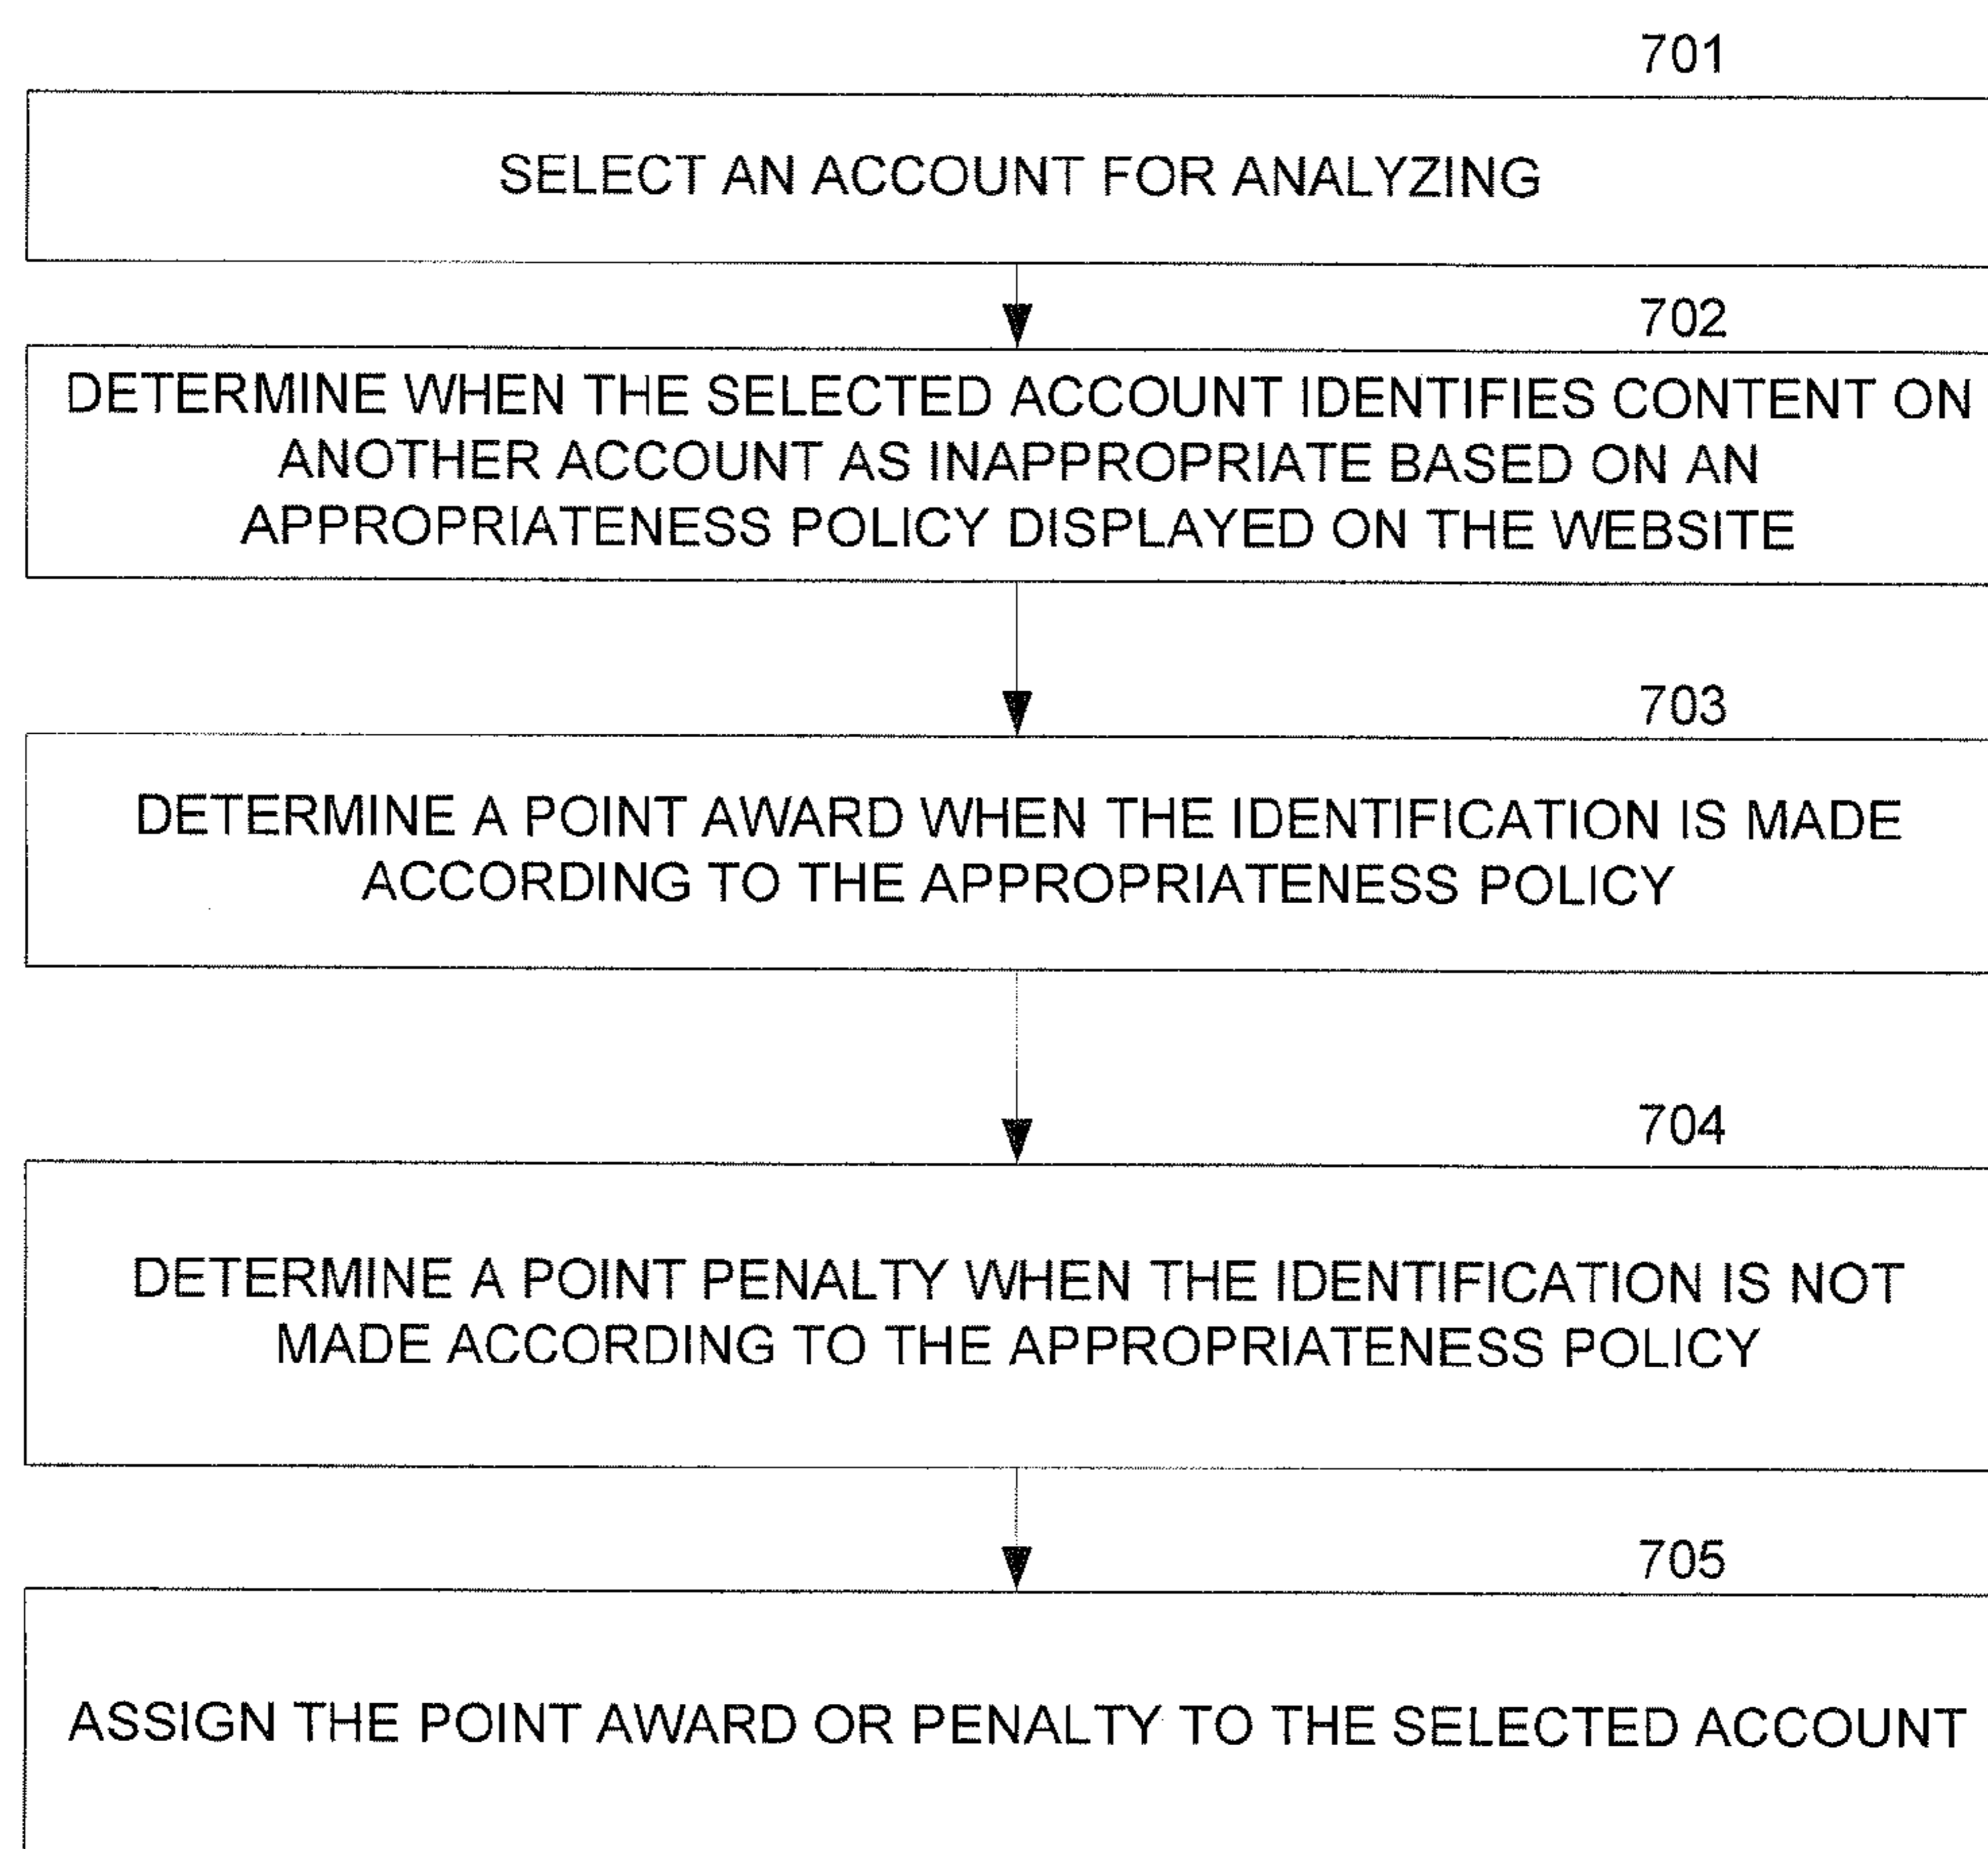 701
SELECT AN ACCOUNT FOR ANALYZING
702
DETERMINE WHEN THE SELECTED ACCOUNT IDENTIFIES CONTENT ON
ANOTHER ACCOUNT AS INAPPROPRIATE BASED ON AN
APPROPRIATENESS POLICY DISPLAYED ON THE WEBSITE
703
DETERMINE A POINT AWARD WHEN THE IDENTIFICATION IS MADE
ACCORDING TO THE APPROPRIATENESS POLICY
704
DETERMINE A POINT PENALTY WHEN THE IDENTIFICATION IS NOT
MADE ACCORDING TO THE APPROPRIATENESS POLICY
705
ASSIGN THE POINT AWARD OR PENALTY TO THE SELECTED ACCOUNT